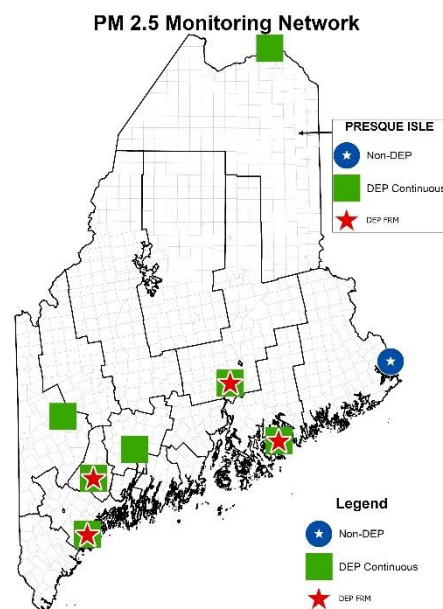 PM 2.5 Monitoring Network
PRESQUE ISLE
Non-DEP
DEP Continuous
DEP FRM
Legend
Non-DEP
DEP Continuous
DEP FRM